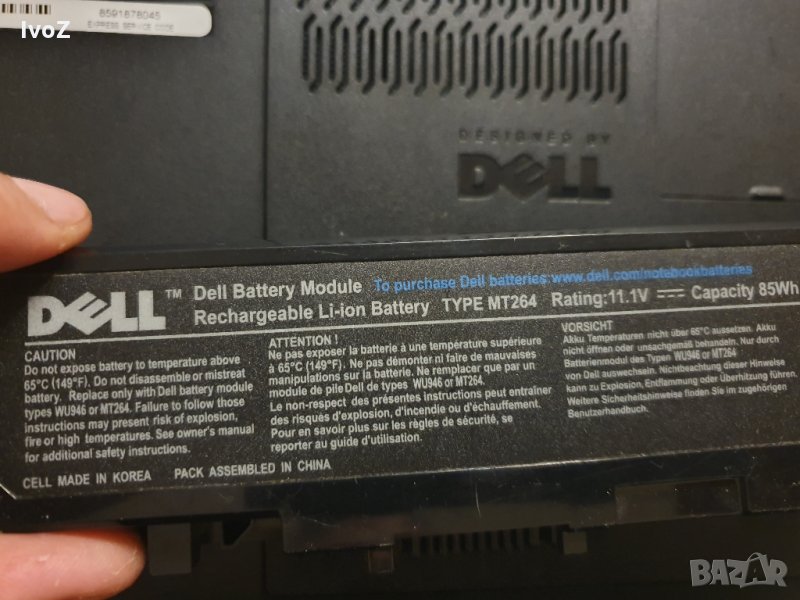 IvoZ
8591878045
EXPRESS SERVICE CODE
DESIGNED BY
DELL
DELL™
Dell Battery Module To purchase Dell batteries:www.dell.com/notebookbatteries
Rechargeable Li-ion Battery TYPE MT264 Rating:11.1V ⎓ Capacity 85Wh
CAUTION
Do not expose battery to temperature above
65°C (149°F). Do not disassemble or mistreat
battery. Replace only with Dell battery module
types WU946 or MT264. Failure to follow those
instructions may present risk of explosion,
fire or high temperatures. See owner's manual
for additional safety instructions.
ATTENTION !
Ne pas exposer la batterie à une température supérieure
à 65°C (149°F). Ne pas démonter ni faire de mauvaises
manipulations sur la batterie. Ne remplacer que par un
module de pile Dell de types WU946 or MT264.
Le non-respect des présentes instructions peut entraîner
des risques d'explosion, d'incendie ou d'échauffement.
Pour en savoir plus sur les règles de sécurité, se
reporter au guide d'utilisation.
VORSICHT
Akku Temperaturen nicht über 65°C aussetzen. Akku
nicht öffnen oder unsachgemäß behandeln. Nur durch
Batteriemodul des Typen WU946 or MT264
von Dell auswechseln. Nichtbeachtung dieser Hinweise
kann zu Explosion, Entflammung oder Überhitzung führen.
Weitere Sicherheitshinweise finden Sie im zugehörigen
Benutzerhandbuch.
CELL MADE IN KOREA PACK ASSEMBLED IN CHINA
BAZAR